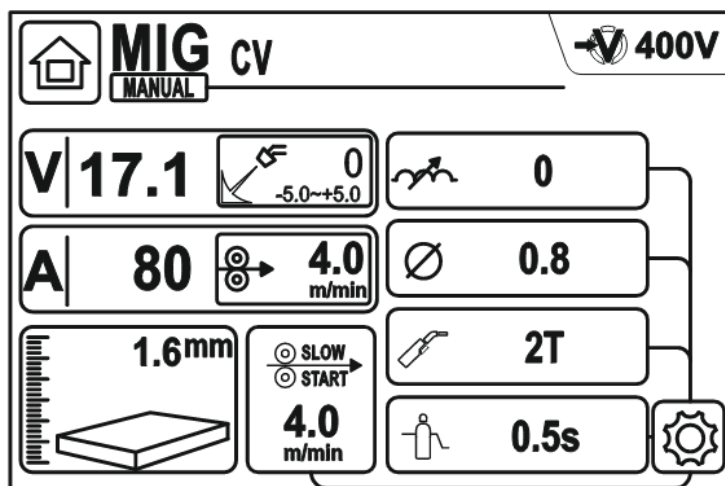 MIG CV
MANUAL
400V
V 17.1
0
-5.0~+5.0
0
A 80
4.0
m/min
0.8
1.6mm
SLOW
START
4.0
m/min
2T
0.5s